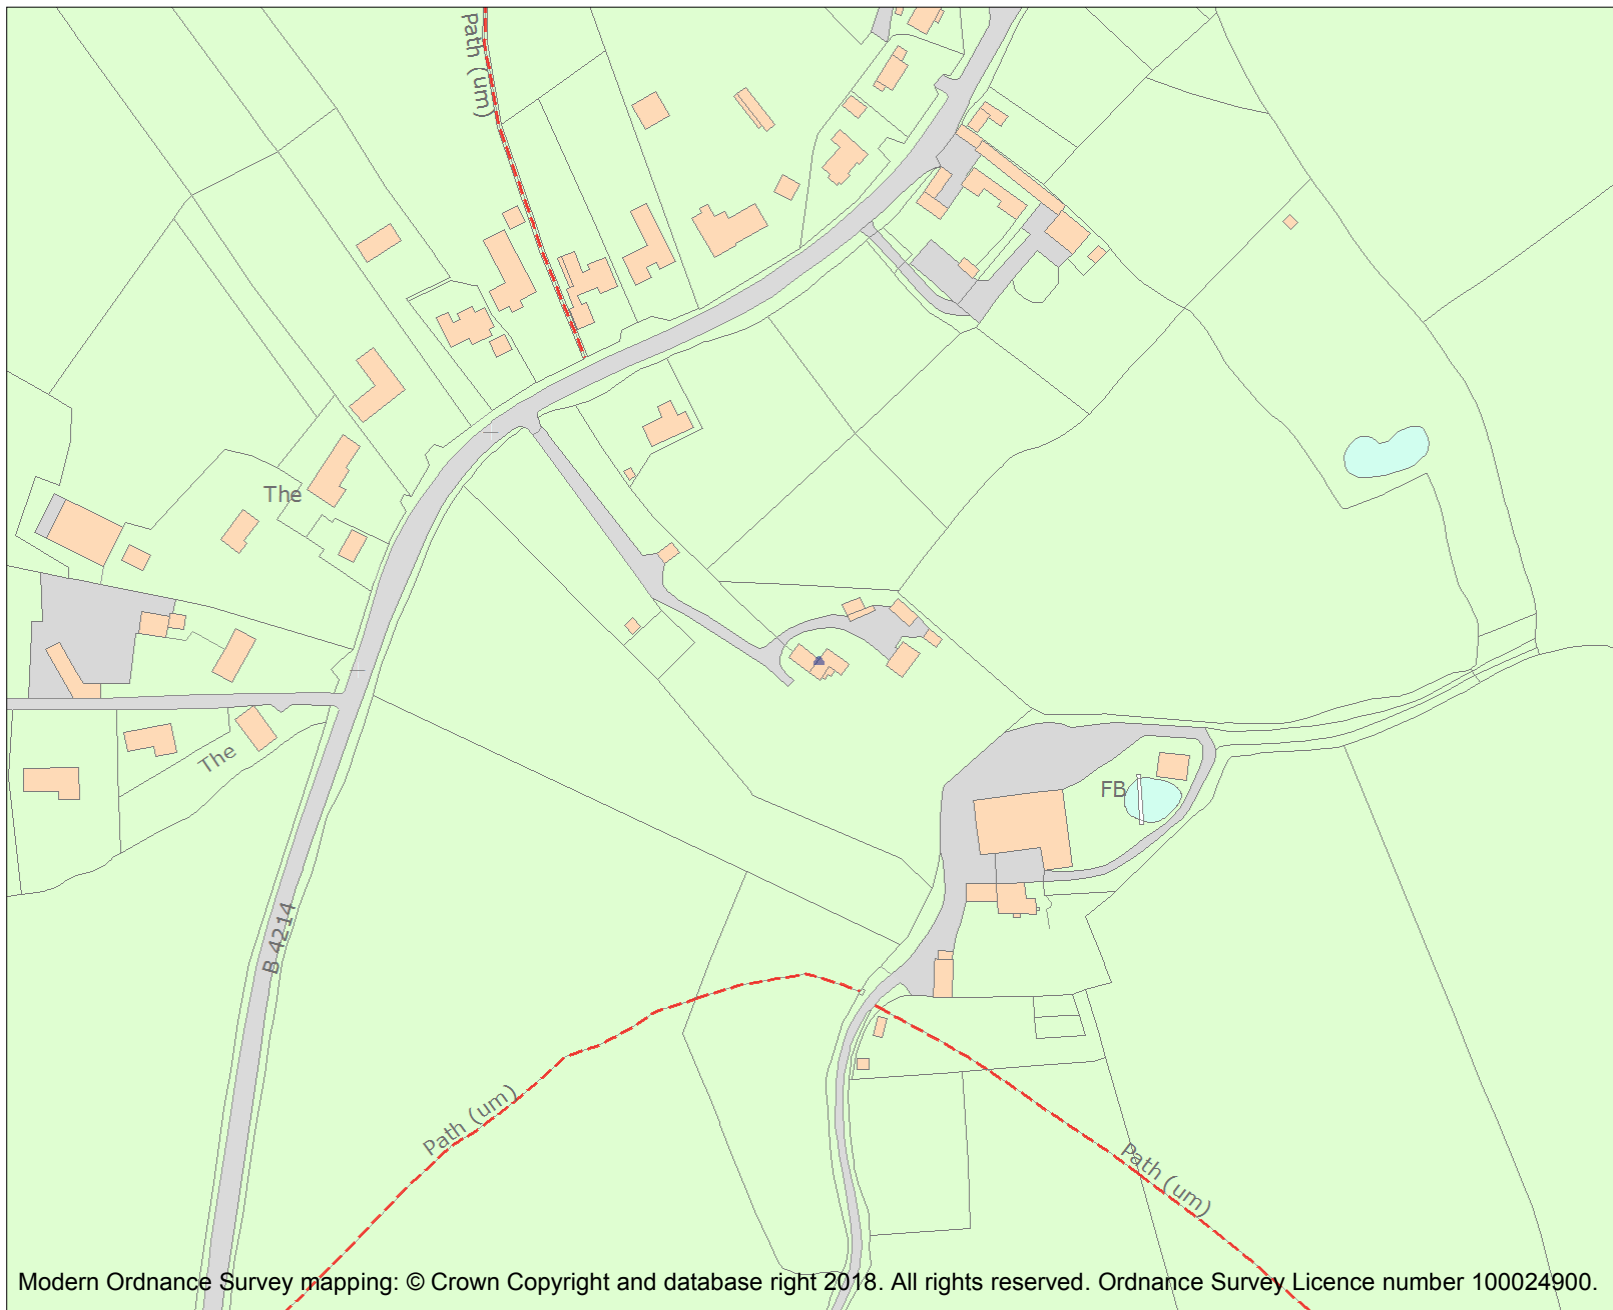 Path (um)
The
The
FB
B 4214
Path (um)
Path (um)
Modern Ordnance Survey mapping: © Crown Copyright and database right 2018. All rights reserved. Ordnance Survey Licence number 100024900.